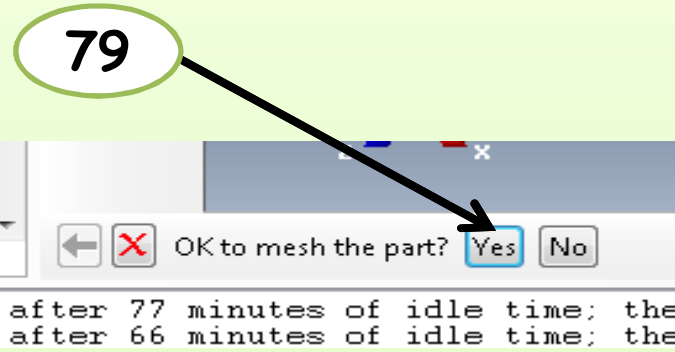 79
X
OK to mesh the part? Yes No
after 77 minutes of idle time; the
after 66 minutes of idle time; the